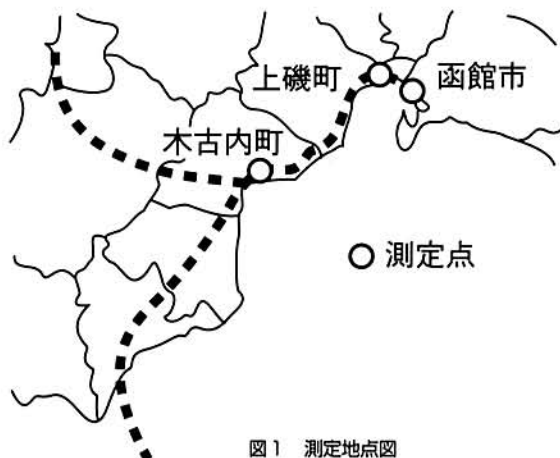 上磯町
函館市
木古内町
測定点
図1 測定地点図